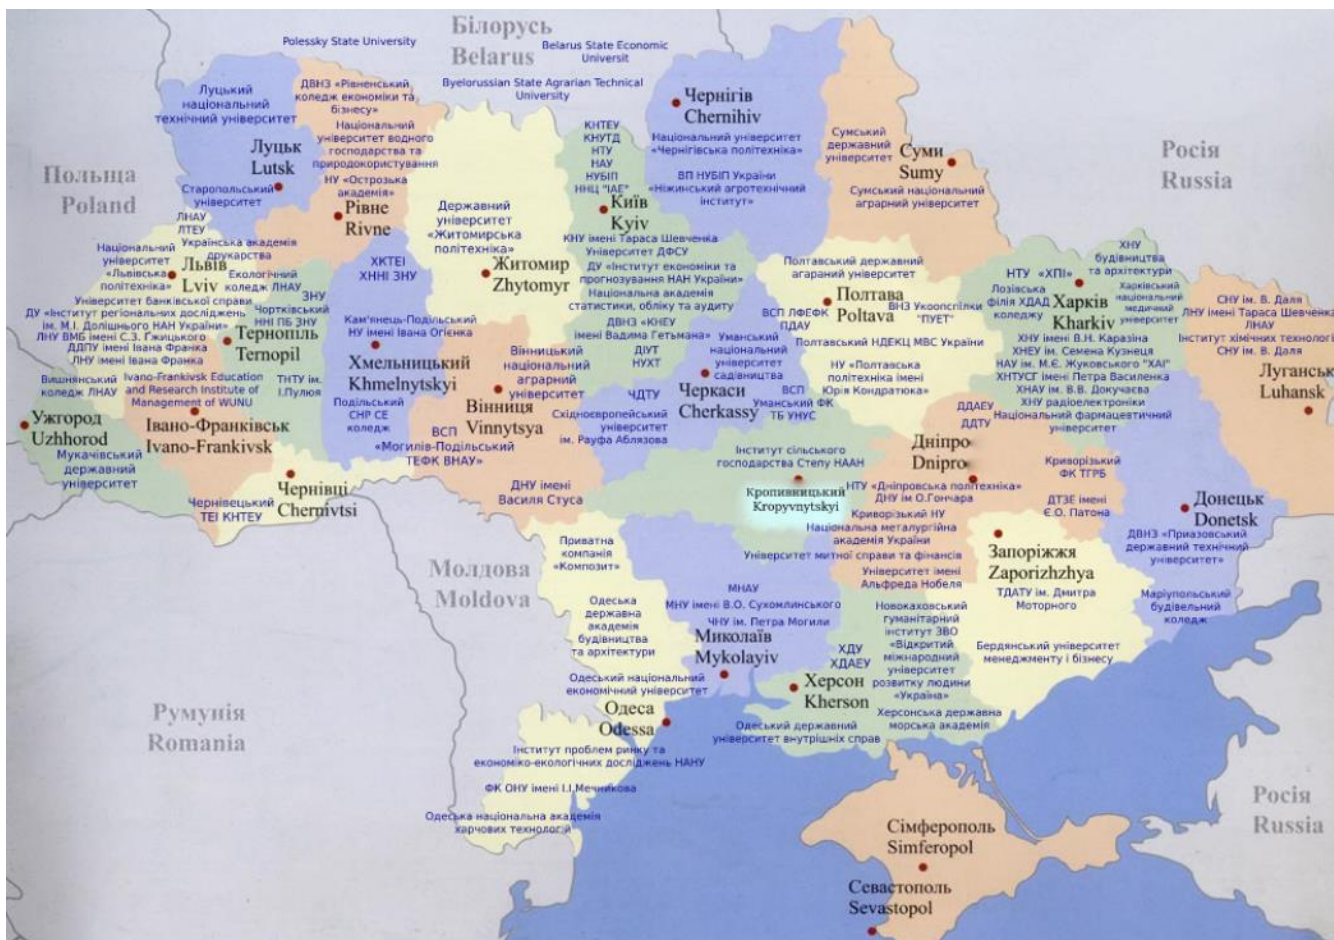 Білорусь
Belarus
Polessky State University
Belarus State Economic
Universit
Byelorussian State Agrarian Technical
University
Польща
Poland
Росія
Russia
Молдова
Moldova
Румунія
Romania
Росія
Russia
Луцький
національний
технічний університет
Луцьк
Lutsk
Старопольський
університет
ДВНЗ «Рівненський
коледж економіки та
бізнесу»
Національний
університет водного
господарства та
природокористування
НУ «Острозька
академія»
Рівне
Rivne
ЛНАУ
ЛТЕУ
Українська академія
друкарства
Національний
університет
«Львівська
політехніка»
Львів
Lviv
Екологічний
коледж ЛНАУ
Університет банківської справи
ДУ «Інститут регіональних досліджень
ім. М.І. Долішнього НАН України»
ЛНУ ВМБ імені С.З. Ґжицького
ДДПУ імені Івана Франка
ЛНУ імені Івана Франка
Вишнянський
коледж ЛНАУ
ЗНУ
Чортківський
ННІ ПБ ЗНУ
Тернопіль
Ternopil
ТНТУ ім.
І.Пулюя
Ivano-Frankivsk Education
and Research Institute of
Management of WUNU
Івано-Франківськ
Ivano-Frankivsk
Ужгород
Uzhhorod
Мукачівський
державний
університет
Чернівці
Chernivtsi
Чернівецький
ТЕІ КНТЕУ
ХКТЕІ
ХННІ ЗНУ
Кам'янець-Подільський
НУ імені Івана Огієнка
Хмельницький
Khmelnytskyi
Подільський
СНР СЕ
коледж
Державний
університет
«Житомирська
політехніка»
Житомир
Zhytomyr
Вінницький
національний
аграрний
університет
Вінниця
Vinnytsya
ВСП
«Могилів-Подільський
ТЕФК ВНАУ»
ДНУ імені
Василя Стуса
КНТЕУ
КНУТД
НТУ
НАУ
НУБІП
ННЦ "ІАЕ"
Київ
Kyiv
КНУ імені Тараса Шевченка
Університет ДФСУ
ДУ «Інститут економіки та
прогнозування НАН України»
Національна академія
статистики, обліку та аудиту
ДВНЗ «КНЕУ
імені Вадима Гетьмана»
ДІУТ
НУХТ
Чернігів
Chernihiv
Національний університет
«Чернігівська політехніка»
ВП НУБІП України
«Ніжинський агротехнічний
інститут»
Сумський
державний
університет
Суми
Sumy
Сумський національний
аграрний університет
Полтавський державний
агараний університет
Полтава
Poltava
ВСП ЛФЕФК
ПДАУ
ВНЗ Укоопспілки
"ПУЕТ"
Полтавський НДЕКЦ МВС України
НУ «Полтавська
політехніка імені
Юрія Кондратюка»
Уманський
національний
університет
садівництва
Черкаси
Cherkassy
ЧДТУ
Східноєвропейський
університет
ім. Рауфа Аблязова
ВСП
Уманський ФК
ТБ УНУС
ХНУ
будівництва
та архітектури
НТУ «ХПІ»
Лозівська
філія ХДАД
коледжу
Харків
Kharkiv
Харківський
національний
медичний
університет
ХНУ імені В.Н. Каразіна
ХНЕУ ім. Семена Кузнеця
НАУ ім. М.Є. Жуковського "ХАІ"
ХНТУСГ імені Петра Василенка
ХНАУ ім. В.В. Докучаєва
ХНУ радіоелектроніки
Національний фармацевтичний
університет
СНУ ім. В. Даля
ЛНУ імені Тараса Шевченка
ЛНАУ
Інститут хімічних технологі
СНУ ім. В. Даля
Луганськ
Luhansk
Інститут сільського
господарства Степу НААН
Кропивницький
Kropyvnytskyi
ДДАЕУ
ДДТУ
Дніпро
Dnipro
НТУ «Дніпровська політехніка»
ДНУ ім О.Гончара
Криворізький НУ
Національна металургійна
академія України
Університет митної справи та фінансів
Університет імені
Альфреда Нобеля
Криворізький
ФК ТГРБ
ДТЗЕ імені
Є.О. Патона
Донецьк
Donetsk
ДВНЗ «Приазовський
державний технічний
університет»
Маріупольський
будівельний
коледж
Запоріжжя
Zaporizhzhya
ТДАТУ ім. Дмитра
Моторного
Бердянський університет
менеджменту і бізнесу
Приватна
компанія
«Композит»
Одеська
державна
академія
будівництва
та архітектури
Одеський національний
економічний університет
Одеса
Odessa
Інститут проблем ринку та
економіко-екологічних досліджень НАНУ
ФК ОНУ імені І.І.Мечникова
Одеська національна академія
харчових технологій
МНАУ
МНУ імені В.О. Сухомлинського
ЧНУ ім. Петра Могили
Миколаїв
Mykolayiv
ХДУ
ХДАЕУ
Херсон
Kherson
Новокаховський
гуманітарний
інститут ЗВО
«Відкритий
міжнародний
університет
розвитку людини
«Україна»
Херсонська державна
морська академія
Одеський державний
університет внутрішніх справ
Сімферополь
Simferopol
Севастополь
Sevastopol